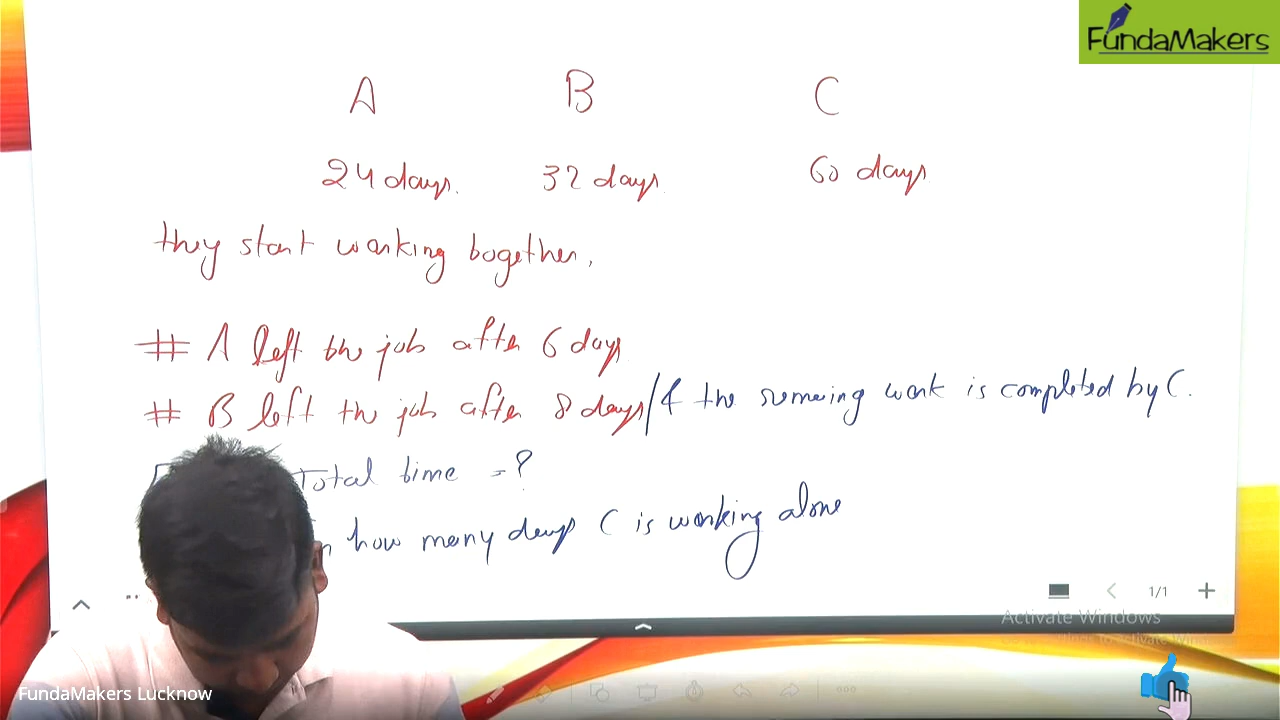 FundaMakers
A B C
24 days. 32 days. 60 days
they start working together,
# A left the job after 6 days
# B left the job after 8 days / & the remaining work is completed by C.
Total time = ?
how many days C is working alone
1/1
Activate Windows
FundaMakers Lucknow